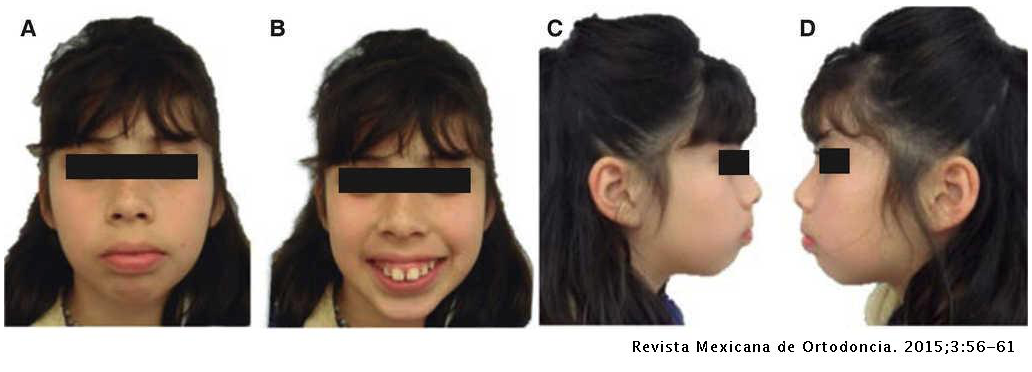 A B C D
Revista Mexicana de Ortodoncia. 2015;3:56–61